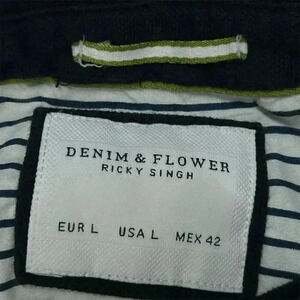 DENIM & FLOWER
RICKY SINGH
EUR L USA L MEX 42